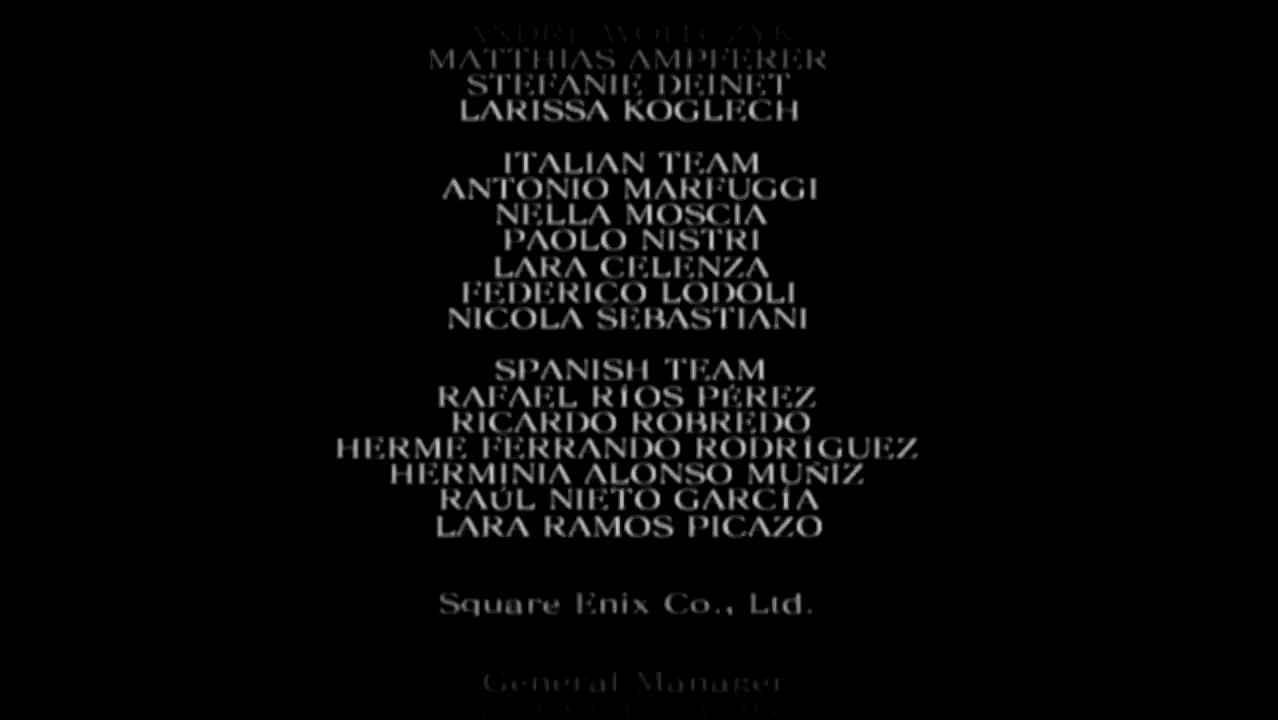 MATTHIAS AMPFERER
STEFANIE DEINET
LARISSA KOGLECH
ITALIAN TEAM
ANTONIO MARFUGGI
NELLA MOSCIA
PAOLO NISTRI
LARA CELENZA
FEDERICO LODOLI
NICOLA SEBASTIANI
SPANISH TEAM
RAFAEL RÍOS PÉREZ
RICARDO ROBREDO
HERME FERRANDO RODRÍGUEZ
HERMINIA ALONSO MUÑIZ
RAÚL NIETO GARCÍA
LARA RAMOS PICAZO
Square Enix Co., Ltd.
General Manager